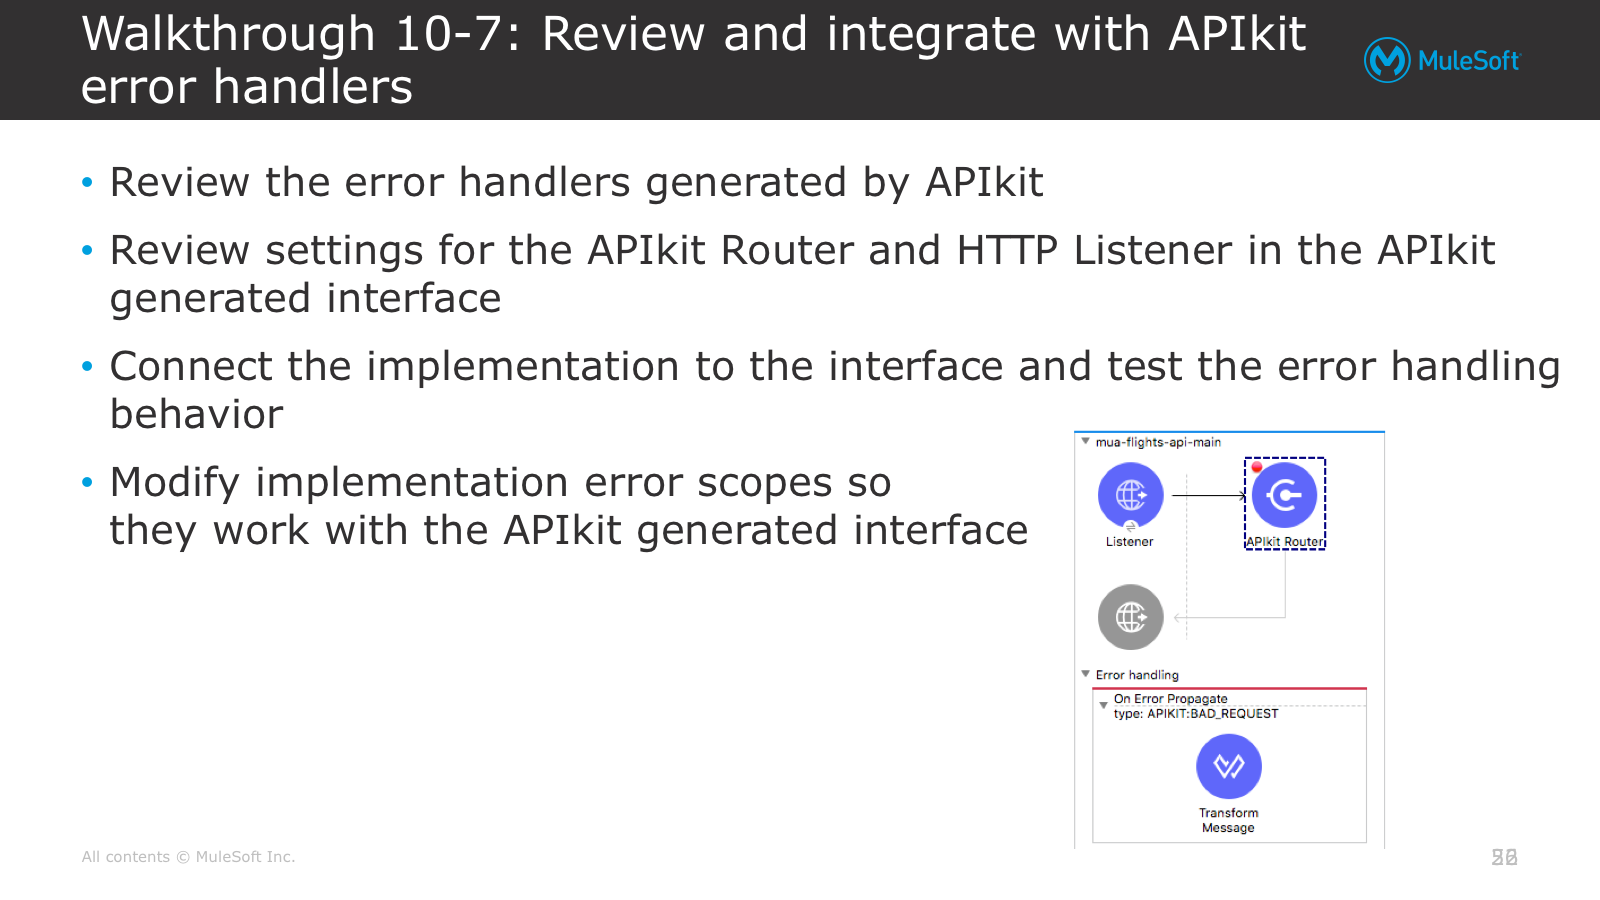 Walkthrough 10-7: Review and integrate with APIkit
error handlers
MuleSoft
• Review the error handlers generated by APIkit
• Review settings for the APIkit Router and HTTP Listener in the APIkit
generated interface
• Connect the implementation to the interface and test the error handling
behavior
• Modify implementation error scopes so
they work with the APIkit generated interface
mua-flights-api-main
Listener
APIkit Router
Error handling
On Error Propagate
type: APIKIT:BAD_REQUEST
Transform
Message
All contents © MuleSoft Inc.